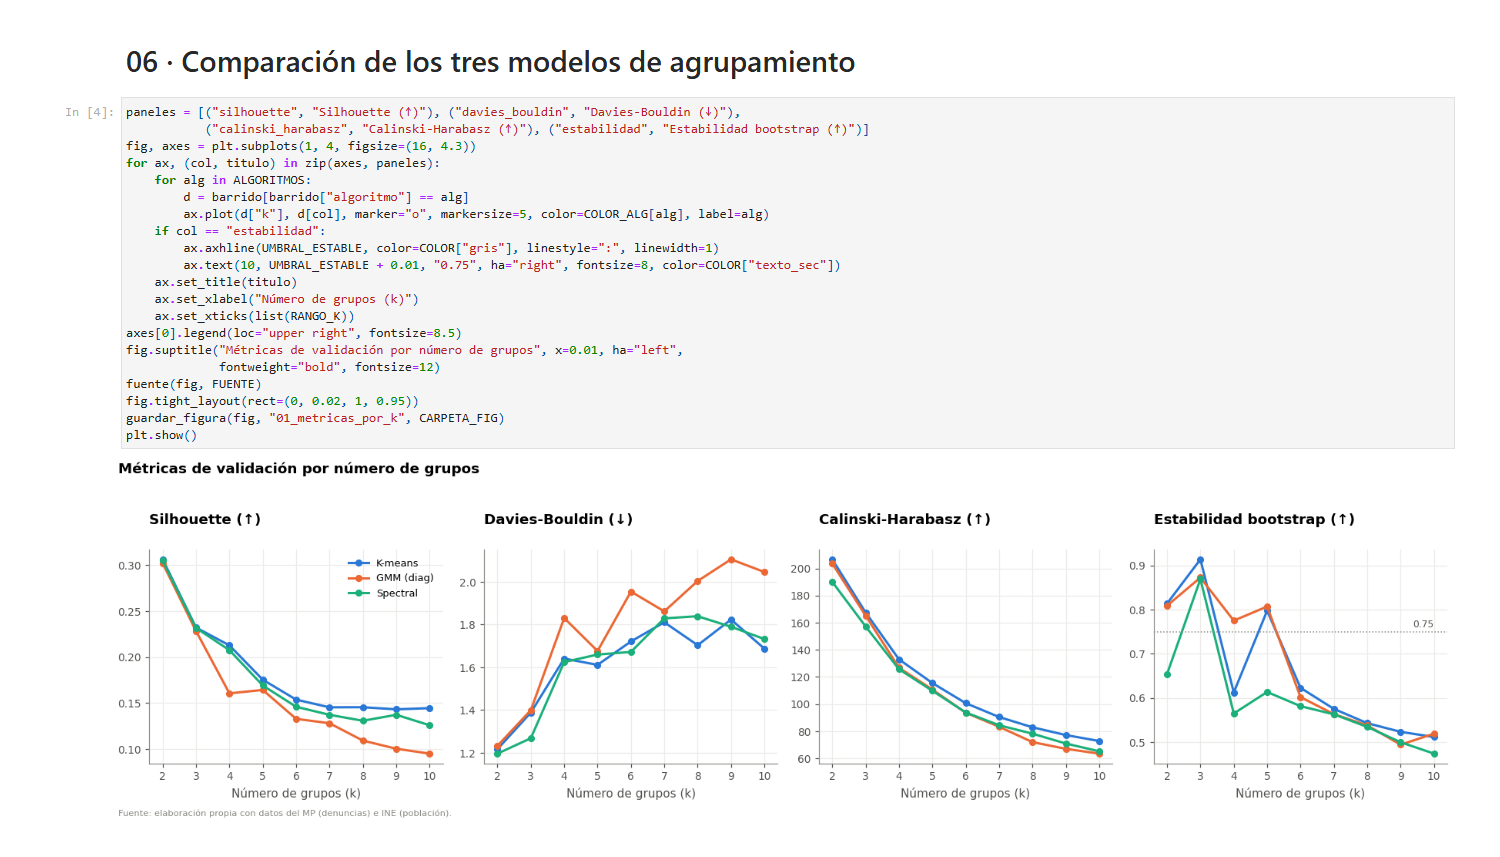 06 · Comparación de los tres modelos de agrupamiento
In [4]:
paneles = [("silhouette", "Silhouette (↑)"), ("davies_bouldin", "Davies-Bouldin (↓)"),
           ("calinski_harabasz", "Calinski-Harabasz (↑)"), ("estabilidad", "Estabilidad bootstrap (↑)")]
fig, axes = plt.subplots(1, 4, figsize=(16, 4.3))
for ax, (col, titulo) in zip(axes, paneles):
    for alg in ALGORITMOS:
        d = barrido[barrido["algoritmo"] == alg]
        ax.plot(d["k"], d[col], marker="o", markersize=5, color=COLOR_ALG[alg], label=alg)
    if col == "estabilidad":
        ax.axhline(UMBRAL_ESTABLE, color=COLOR["gris"], linestyle=":", linewidth=1)
        ax.text(10, UMBRAL_ESTABLE + 0.01, "0.75", ha="right", fontsize=8, color=COLOR["texto_sec"])
    ax.set_title(titulo)
    ax.set_xlabel("Número de grupos (k)")
    ax.set_xticks(list(RANGO_K))
axes[0].legend(loc="upper right", fontsize=8.5)
fig.suptitle("Métricas de validación por número de grupos", x=0.01, ha="left",
             fontweight="bold", fontsize=12)
fuente(fig, FUENTE)
fig.tight_layout(rect=(0, 0.02, 1, 0.95))
guardar_figura(fig, "01_metricas_por_k", CARPETA_FIG)
plt.show()
Métricas de validación por número de grupos
Silhouette (↑)
K-means
GMM (diag)
Spectral
0.30
0.25
0.20
0.15
0.10
2 3 4 5 6 7 8 9 10
Número de grupos (k)
Davies-Bouldin (↓)
2.0
1.8
1.6
1.4
1.2
2 3 4 5 6 7 8 9 10
Número de grupos (k)
Calinski-Harabasz (↑)
200
180
160
140
120
100
80
60
2 3 4 5 6 7 8 9 10
Número de grupos (k)
Estabilidad bootstrap (↑)
0.9
0.8
0.75
0.7
0.6
0.5
2 3 4 5 6 7 8 9 10
Número de grupos (k)
Fuente: elaboración propia con datos del MP (denuncias) e INE (población).